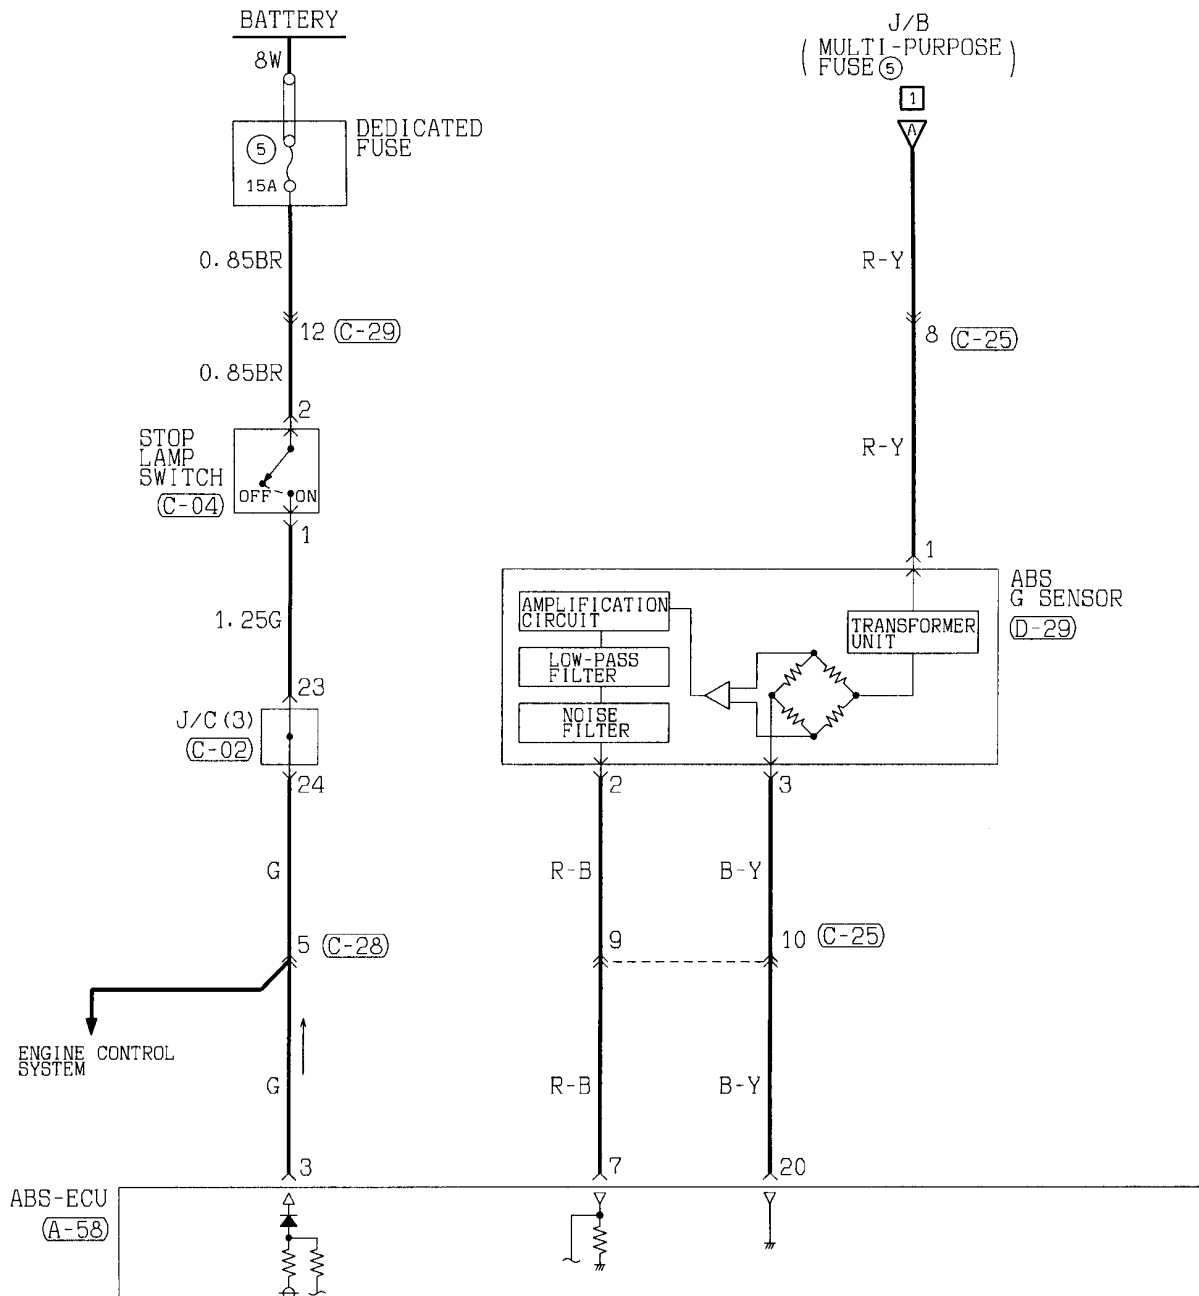 BATTERY
8W
5
15A
DEDICATED
FUSE
0.85BR
12 C-29
0.85BR
2
STOP
LAMP
SWITCH
C-04
OFF ON
1
1.25G
23
J/C(3)
C-02
24
G
5 C-28
ENGINE CONTROL
SYSTEM
G
3
J/B
( MULTI-PURPOSE
FUSE 5 )
1
A
R-Y
8 C-25
R-Y
1
ABS
G SENSOR
D-29
AMPLIFICATION
CIRCUIT
LOW-PASS
FILTER
NOISE
FILTER
TRANSFORMER
UNIT
2
3
R-B
B-Y
9
10 C-25
R-B
B-Y
7
20
ABS-ECU
A-58